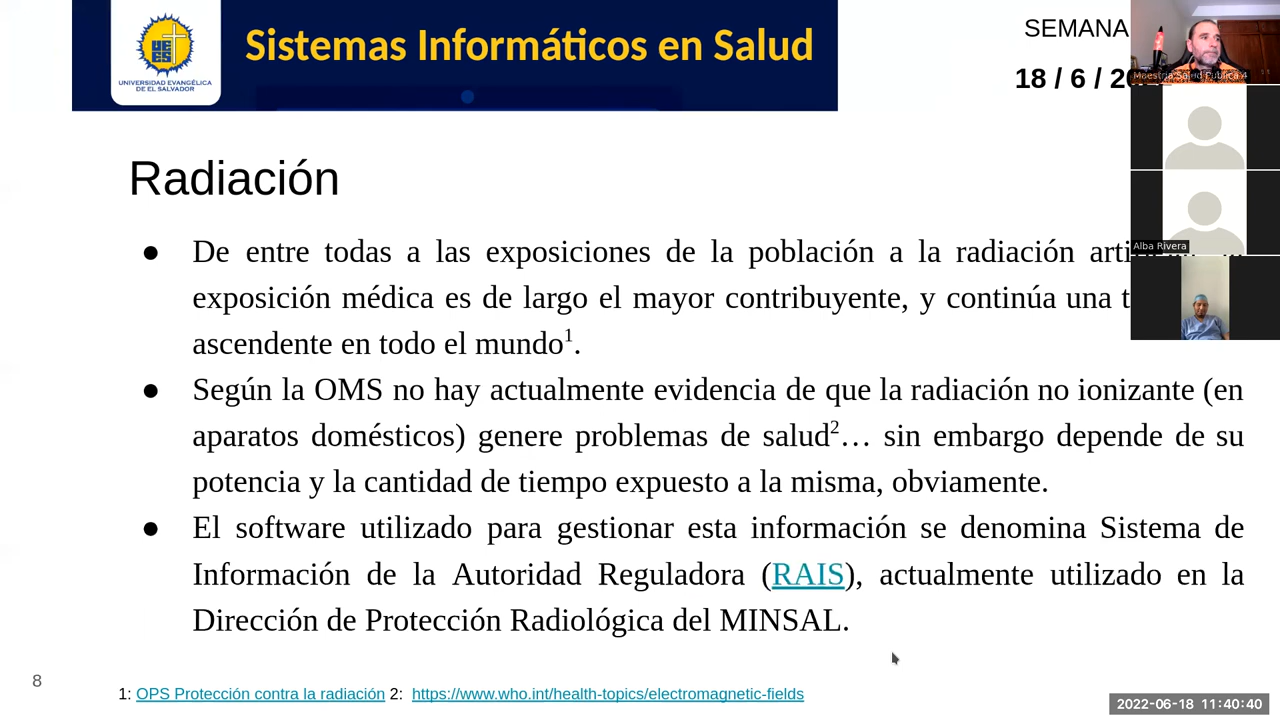 UNIVERSIDAD EVANGÉLICA
DE EL SALVADOR
Sistemas Informáticos en Salud
SEMANA
18 / 6 /
Maestria Salud Publica 4
Radiación
● De entre todas a las exposiciones de la población a la radiación
exposición médica es de largo el mayor contribuyente, y continúa una
ascendente en todo el mundo1.
Alba Rivera
● Según la OMS no hay actualmente evidencia de que la radiación no ionizante (en
aparatos domésticos) genere problemas de salud2… sin embargo depende de su
potencia y la cantidad de tiempo expuesto a la misma, obviamente.
● El software utilizado para gestionar esta información se denomina Sistema de
Información de la Autoridad Reguladora (RAIS), actualmente utilizado en la
Dirección de Protección Radiológica del MINSAL.
8
1: OPS Protección contra la radiación 2: https://www.who.int/health-topics/electromagnetic-fields
2022-06-18 11:40:40